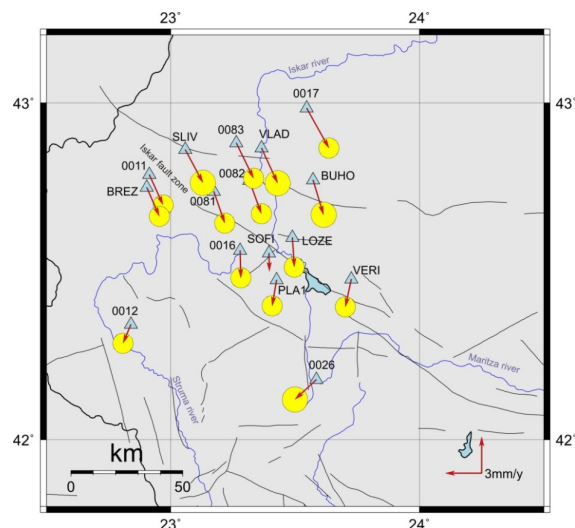 23˚ 24˚
Iskar river
0017
43˚ 43˚
0083
SLIV VLAD
Iskar fault zone
0011 0082 BUHO
BREZ
0081
SOFI LOZE
0016
VERI
PLA1
0012
Maritza river
0026
Struma river
42˚ 42˚
km
3mm/y
0 50
23˚ 24˚